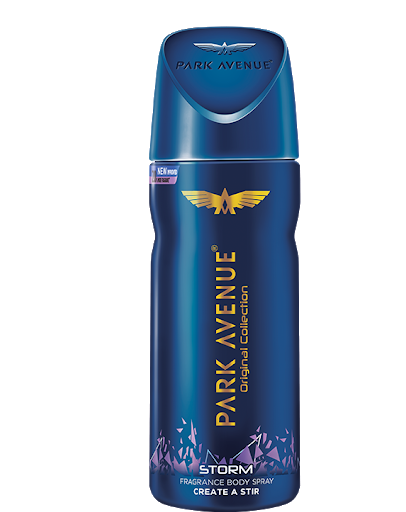 PARK AVENUE
NEW
PARK AVENUE®
Original Collection
STORM
FRAGRANCE BODY SPRAY
CREATE A STIR